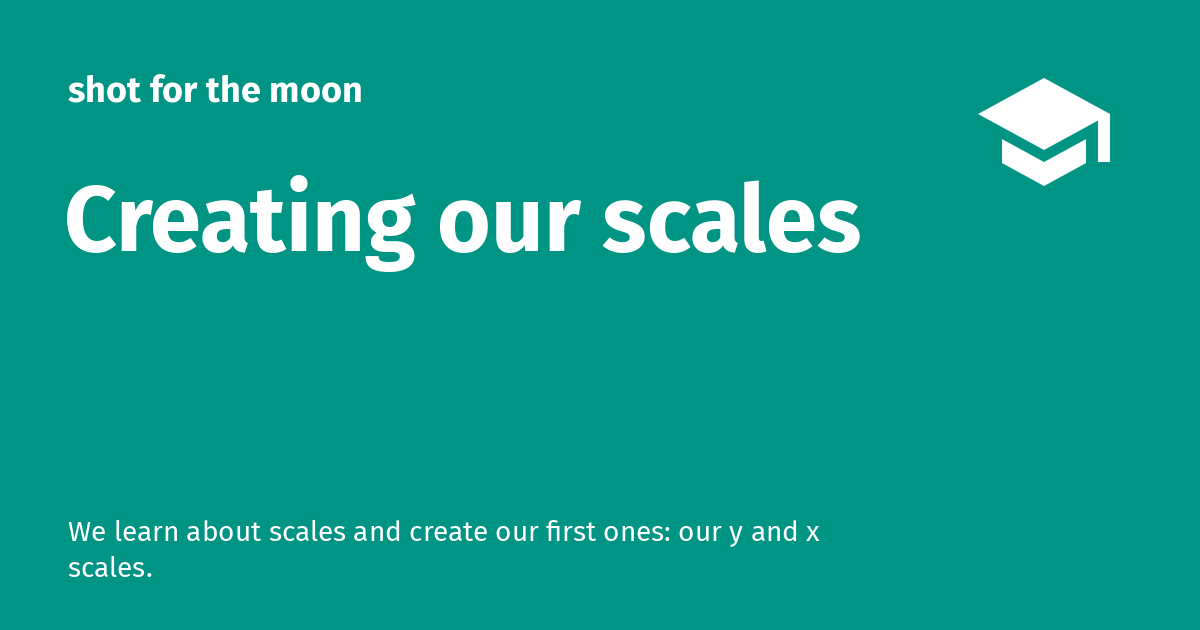 shot for the moon
Creating our scales
We learn about scales and create our first ones: our y and x
scales.